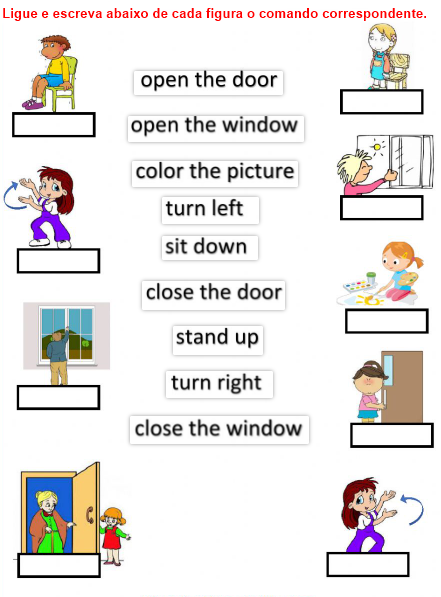 Ligue e escreva abaixo de cada figura o comando correspondente.
open the door
open the window
color the picture
turn left
sit down
close the door
stand up
turn right
close the window